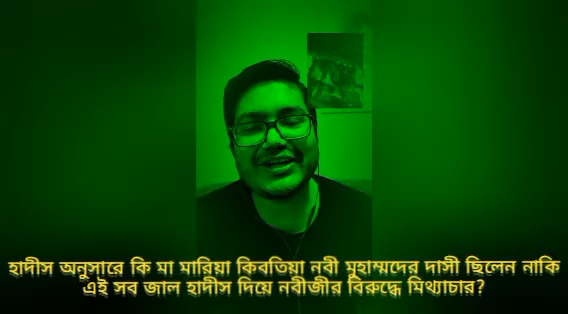 হাদীস অনুসারে কি মা মারিয়া কিবতিয়া নবী মুহাম্মদের দাসী ছিলেন নাকি
এই সব জাল হাদীস দিয়ে নবীজীর বিরুদ্ধে মিথ্যাচার?